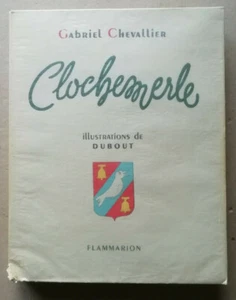 GABRIEL CHEVALLIER
Clochemerle
illustrations de
DUBOUT
FLAMMARION